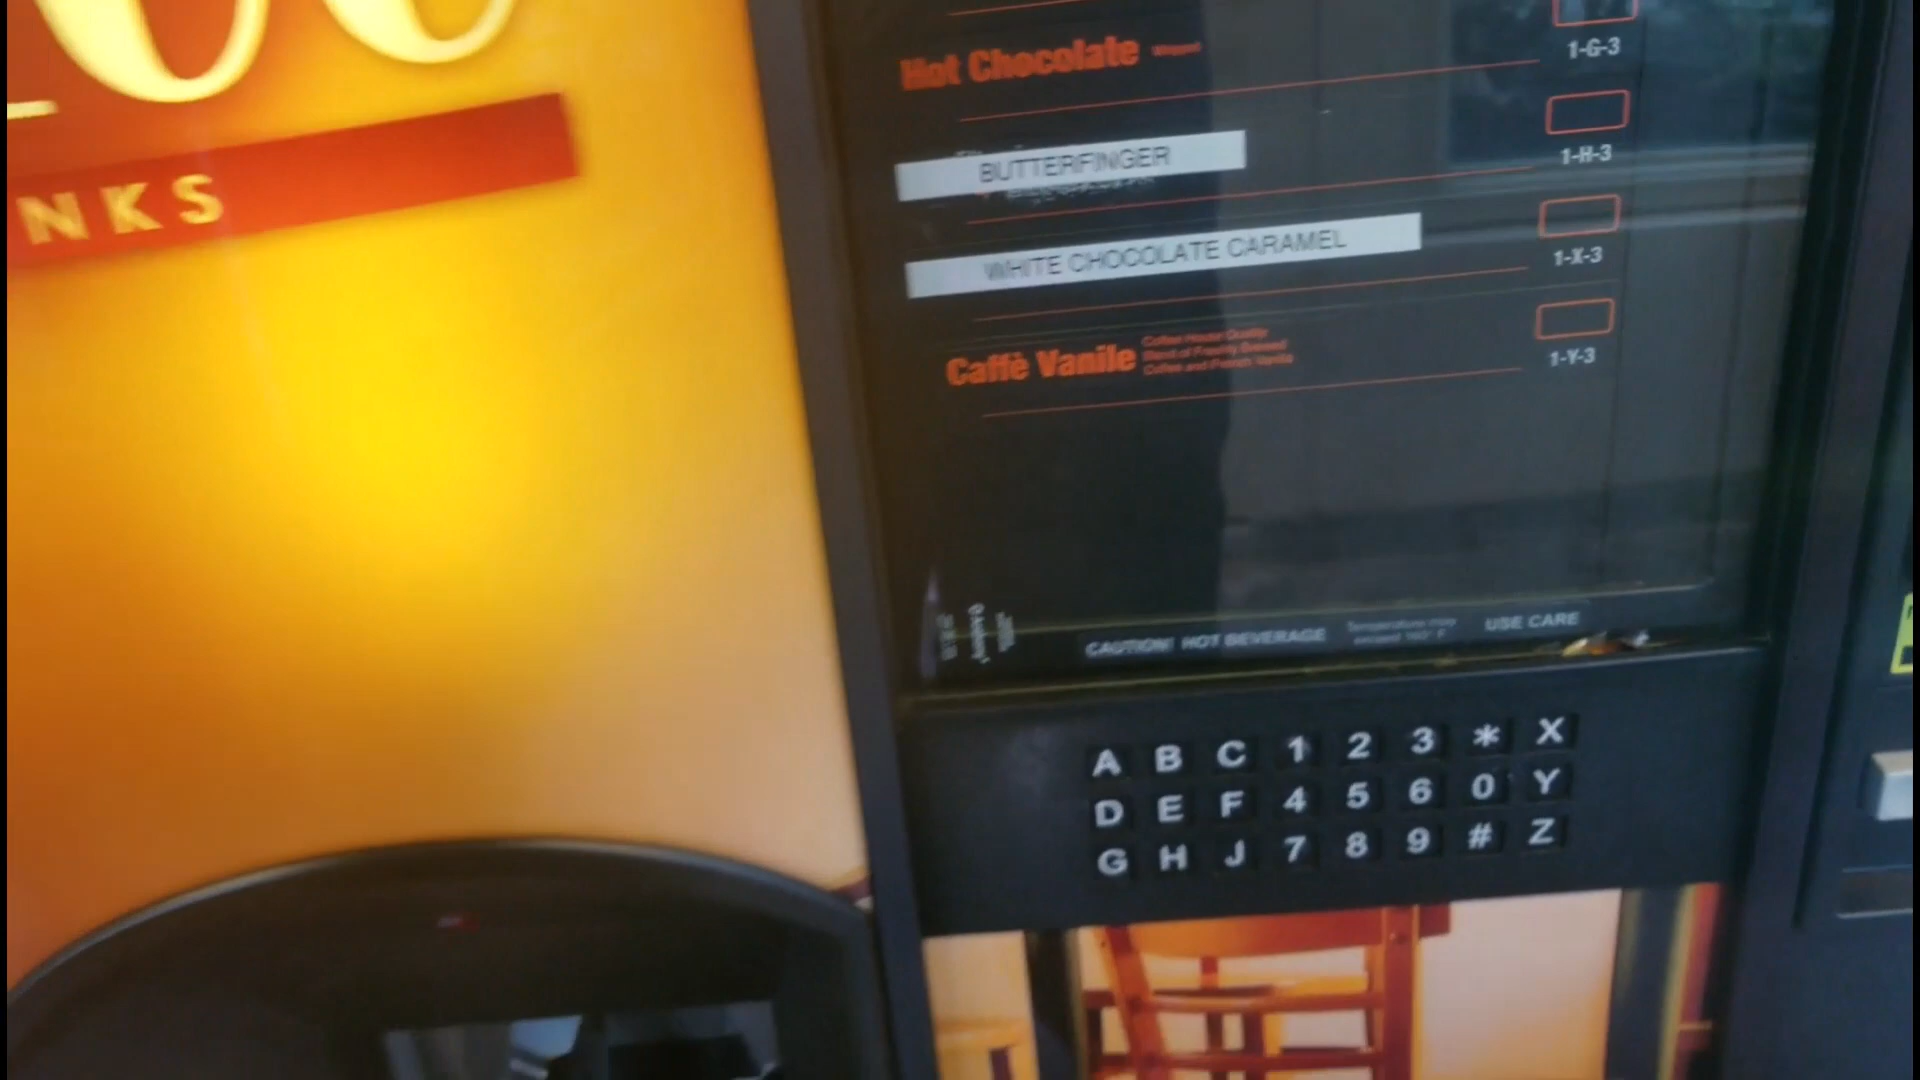 NKS
Hot Chocolate
1-G-3
BUTTERFINGER
1-H-3
WHITE CHOCOLATE CARAMEL
1-X-3
Caffè Vanile
Coffee House Quality
Blend of Freshly Brewed
Coffee and French Vanilla
1-Y-3
CAUTION! HOT BEVERAGE
Temperature may
exceed 160° F
USE CARE
A B C 1 2 3 * X
D E F 4 5 6 0 Y
G H J 7 8 9 # Z